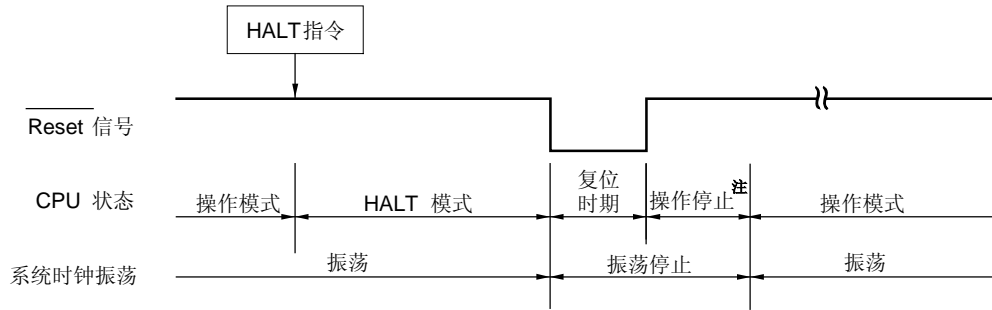 HALT指令
Reset 信号
CPU 状态
操作模式
HALT 模式
复位
时期
操作停止注
操作模式
系统时钟振荡
振荡
振荡停止
振荡